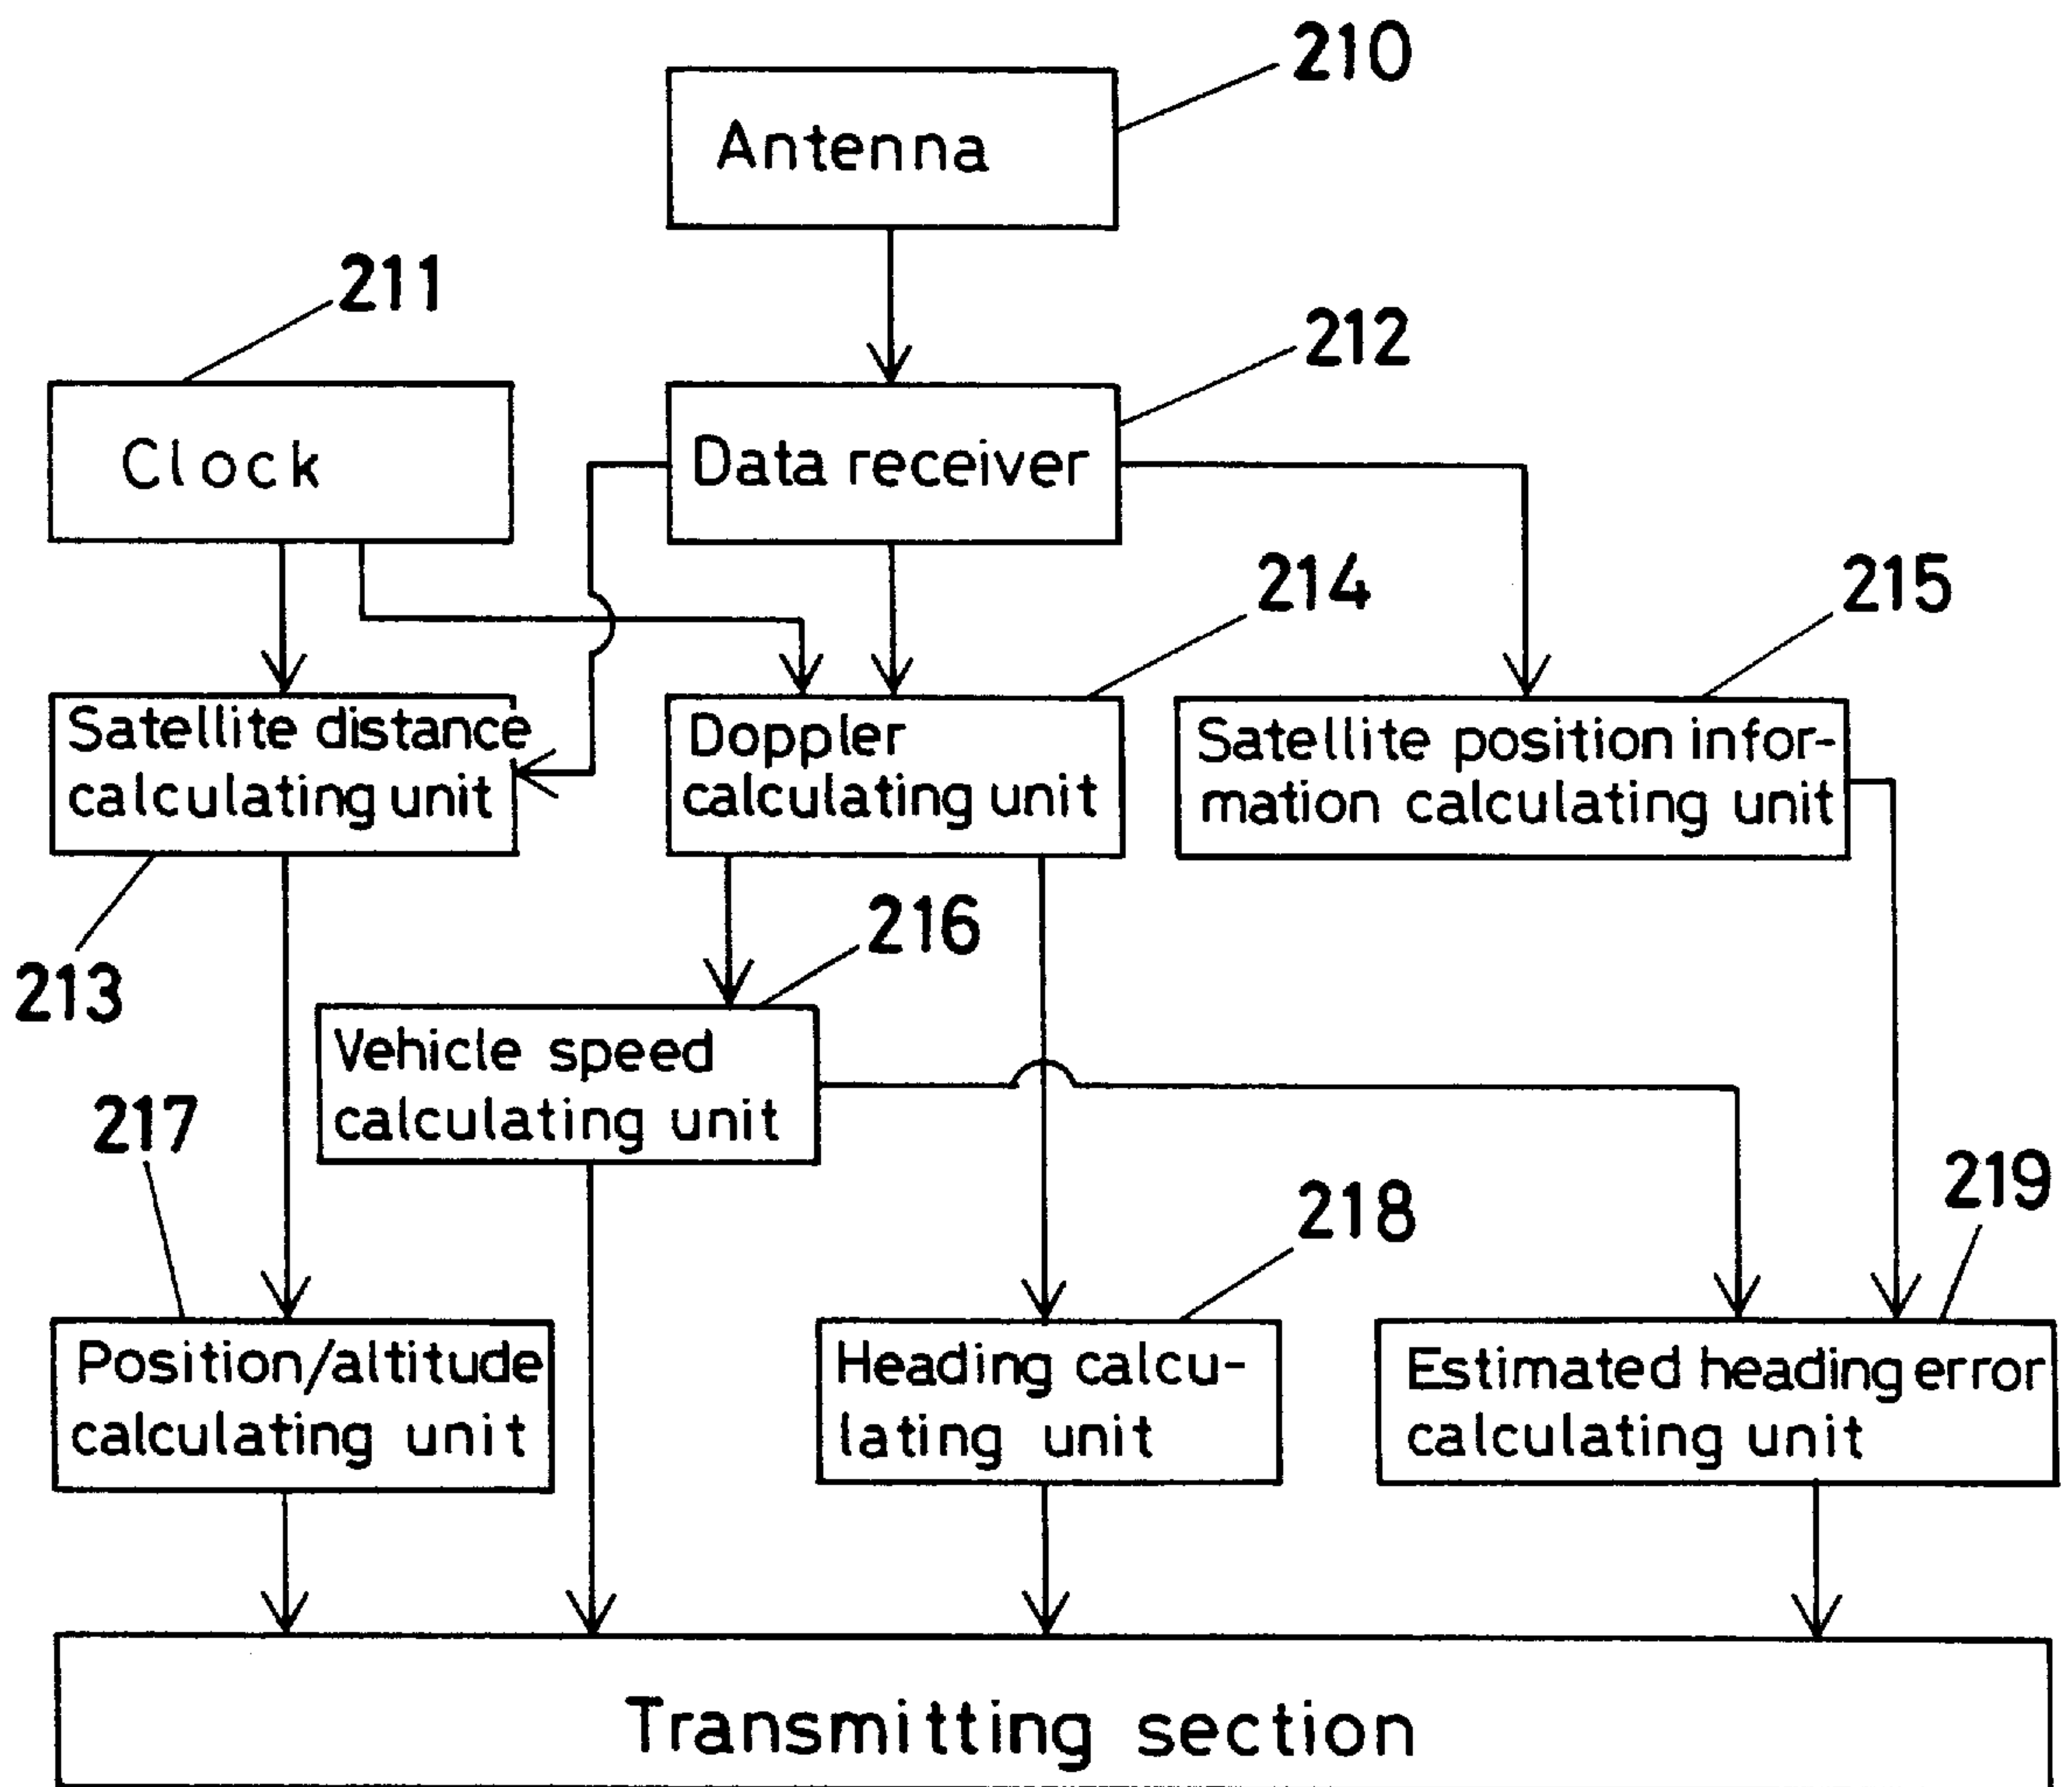 210
Antenna
211
212
Clock
Data receiver
214
215
Satellite distance
calculating unit
Doppler
calculating unit
Satellite position infor-
mation calculating unit
213
216
Vehicle speed
calculating unit
217
218
219
Position/altitude
calculating unit
Heading calcu-
lating unit
Estimated heading error
calculating unit
Transmitting section